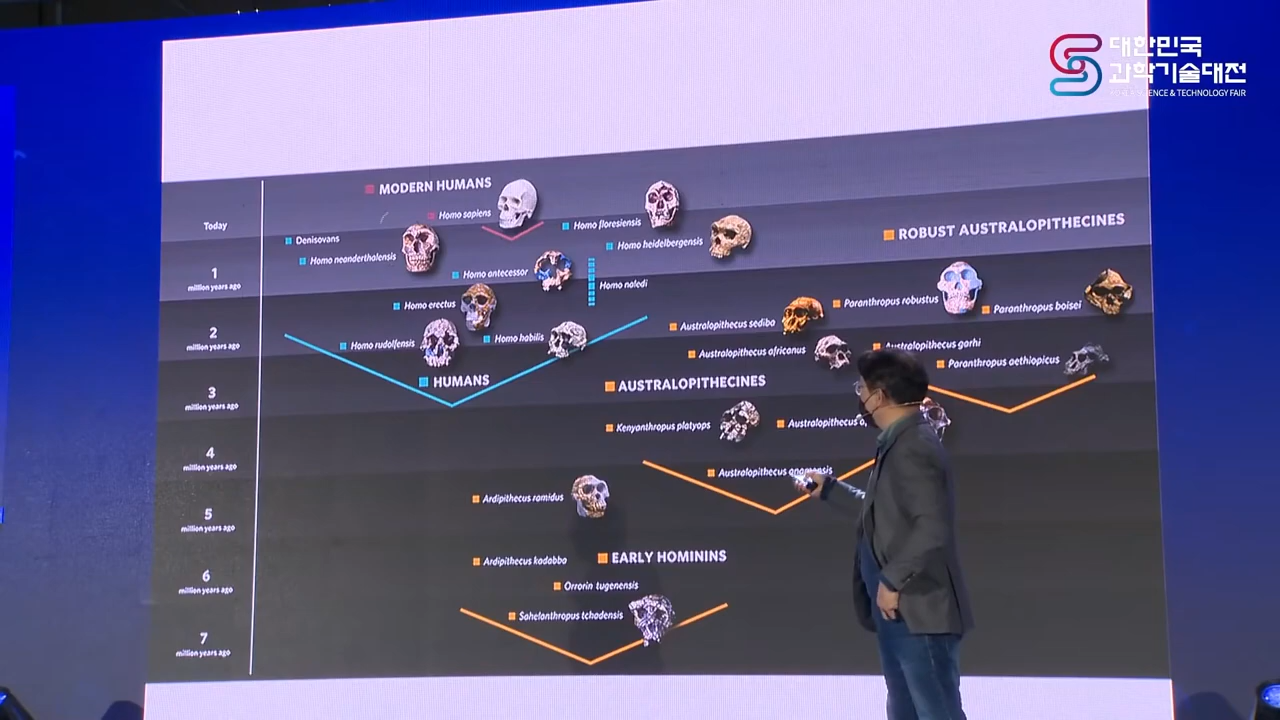 대한민국
과학기술대전
SCIENCE & TECHNOLOGY FAIR
MODERN HUMANS
Homo sapiens
Homo floresiensis
Today
Denisovans
Homo neanderthalensis
Homo heidelbergensis
ROBUST AUSTRALOPITHECINES
1
million years ago
Homo antecessor
Homo naledi
Homo erectus
Paranthropus robustus
Paranthropus boisei
2
million years ago
Homo rudolfensis
Homo habilis
Australopithecus sediba
Australopithecus africanus
Australopithecus garhi
Paranthropus aethiopicus
3
million years ago
HUMANS
AUSTRALOPITHECINES
Kenyanthropus platyops
Australopithecus
4
million years ago
Australopithecus anamensis
Ardipithecus ramidus
5
million years ago
Ardipithecus kadabba
EARLY HOMININS
6
million years ago
Orrorin tugenensis
Sahelanthropus tchadensis
7
million years ago